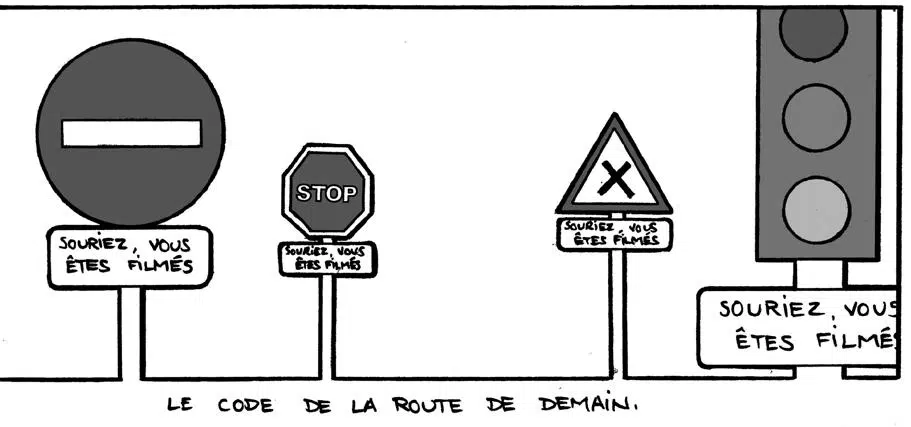 SOURIEZ, VOUS
ÊTES FILMÉS
STOP
SOURIEZ, VOUS
ÊTES FILMÉS
SOURIEZ, VOUS
ÊTES FILMÉS
SOURIEZ, VOUS
ÊTES FILMÉ
LE CODE DE LA ROUTE DE DEMAIN.